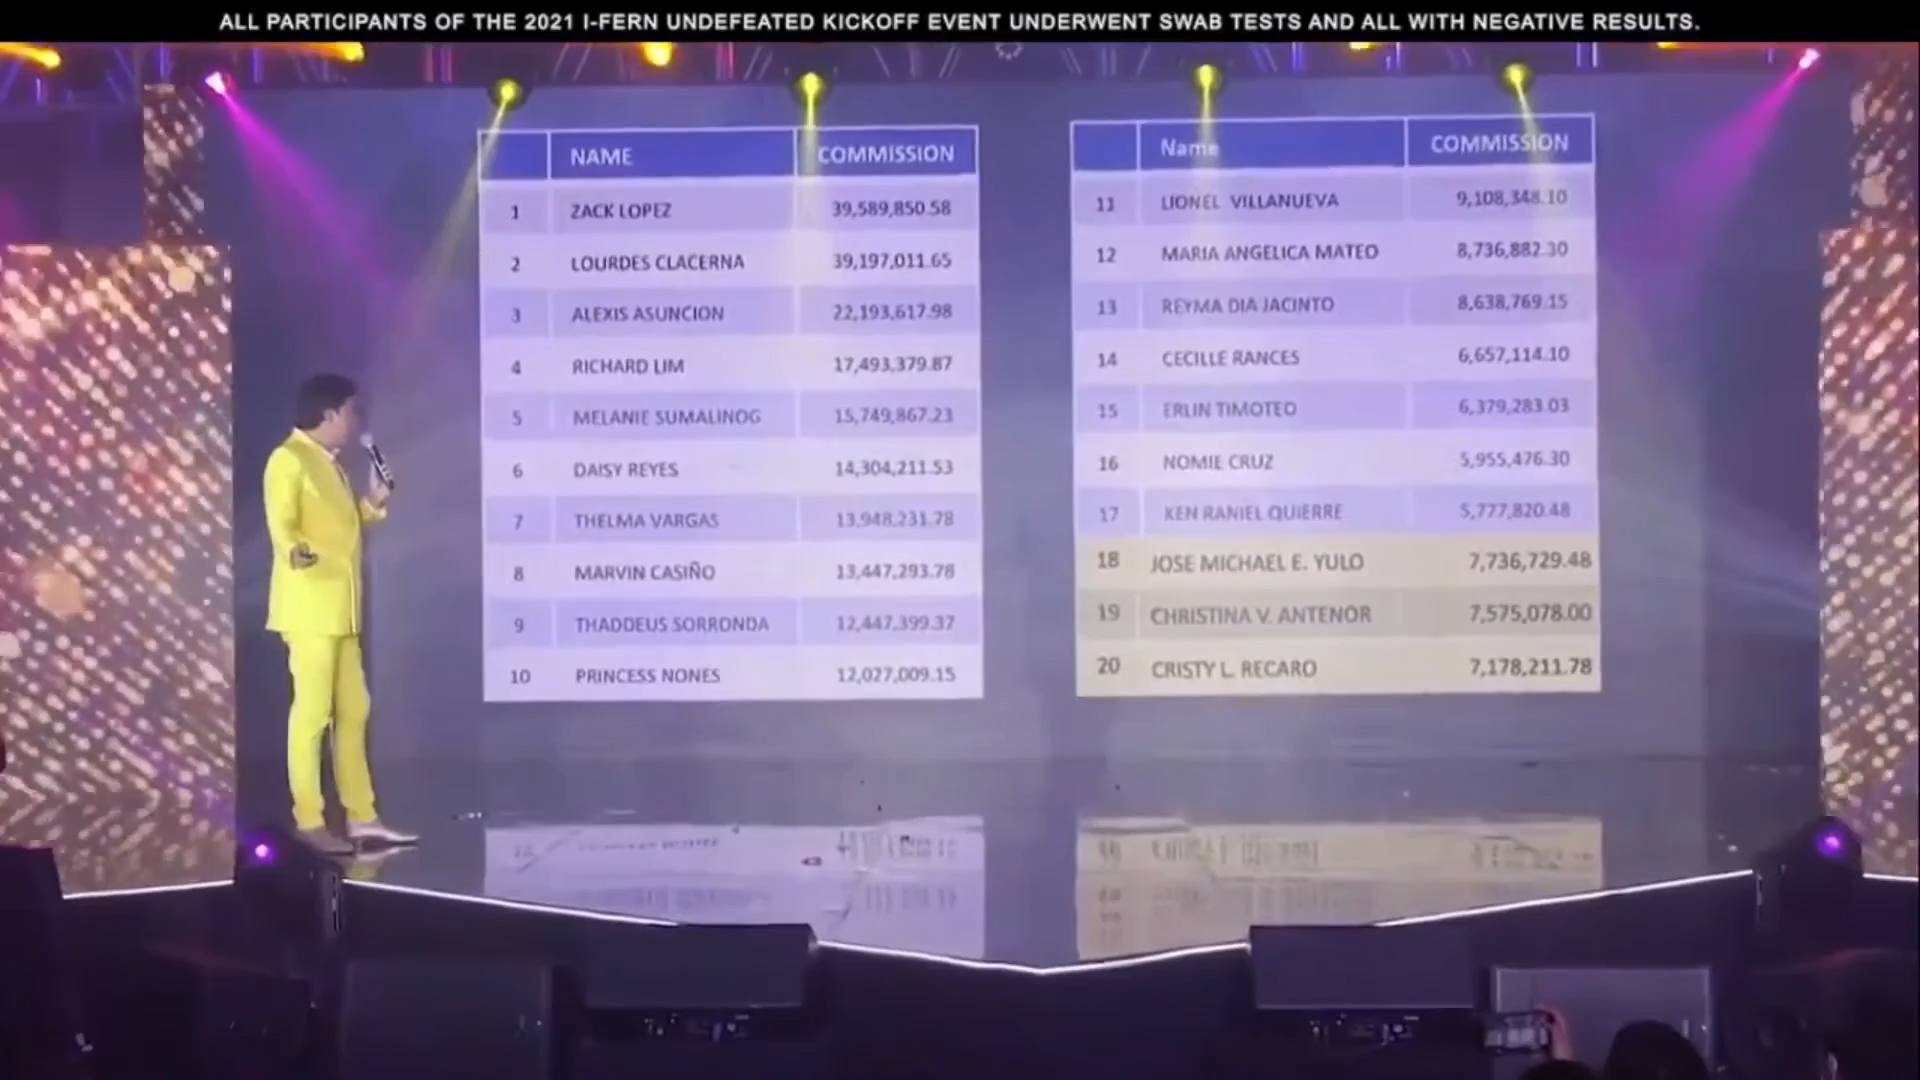 ALL PARTICIPANTS OF THE 2021 I-FERN UNDEFEATED KICKOFF EVENT UNDERWENT SWAB TESTS AND ALL WITH NEGATIVE RESULTS.
NAME COMMISSION
1 ZACK LOPEZ 39,589,850.58
2 LOURDES CLACERNA 39,197,011.65
3 ALEXIS ASUNCION 22,193,617.98
4 RICHARD LIM 17,493,379.87
5 MELANIE SUMALINOG 15,749,867.23
6 DAISY REYES 14,304,211.53
7 THELMA VARGAS 13,948,231.78
8 MARVIN CASIÑO 13,447,293.78
9 THADDEUS SORRONDA 12,447,399.37
10 PRINCESS NONES 12,027,009.15
Name COMMISSION
11 LIONEL VILLANUEVA 9,108,348.10
12 MARIA ANGELICA MATEO 8,736,882.30
13 REYMA DIA JACINTO 8,638,769.15
14 CECILLE RANCES 6,657,114.10
15 ERLIN TIMOTEO 6,379,283.03
16 NOMIE CRUZ 5,955,476.30
17 KEN RANIEL QUIERRE 5,777,820.48
18 JOSE MICHAEL E. YULO 7,736,729.48
19 CHRISTINA V. ANTENOR 7,575,078.00
20 CRISTY L. RECARO 7,178,211.78